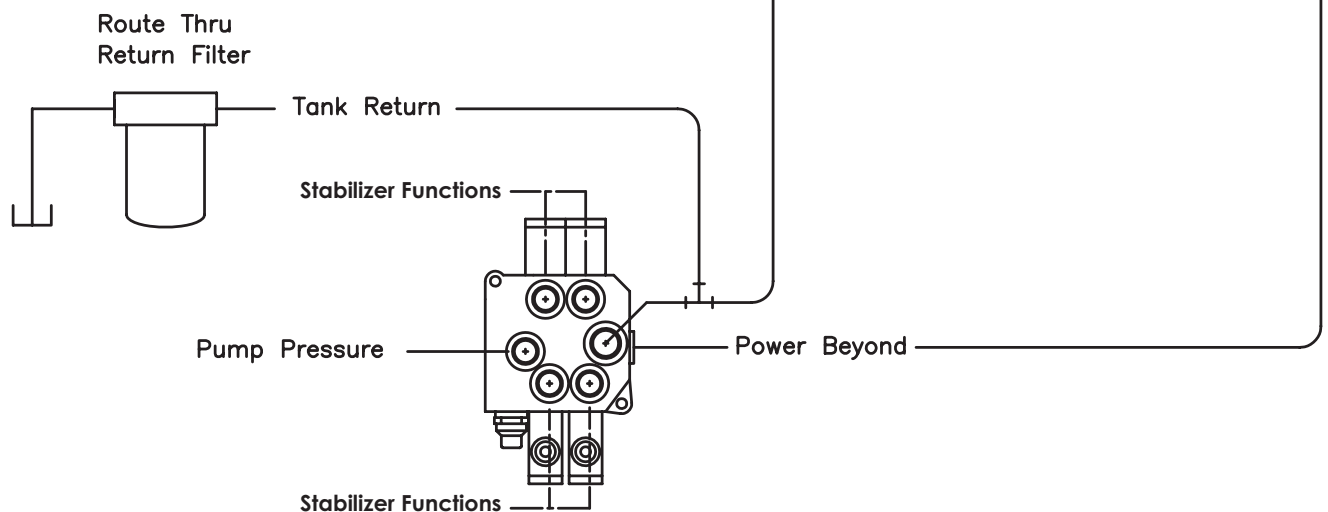 Route Thru
Return Filter
Tank Return
Stabilizer Functions
Pump Pressure
Power Beyond
Stabilizer Functions